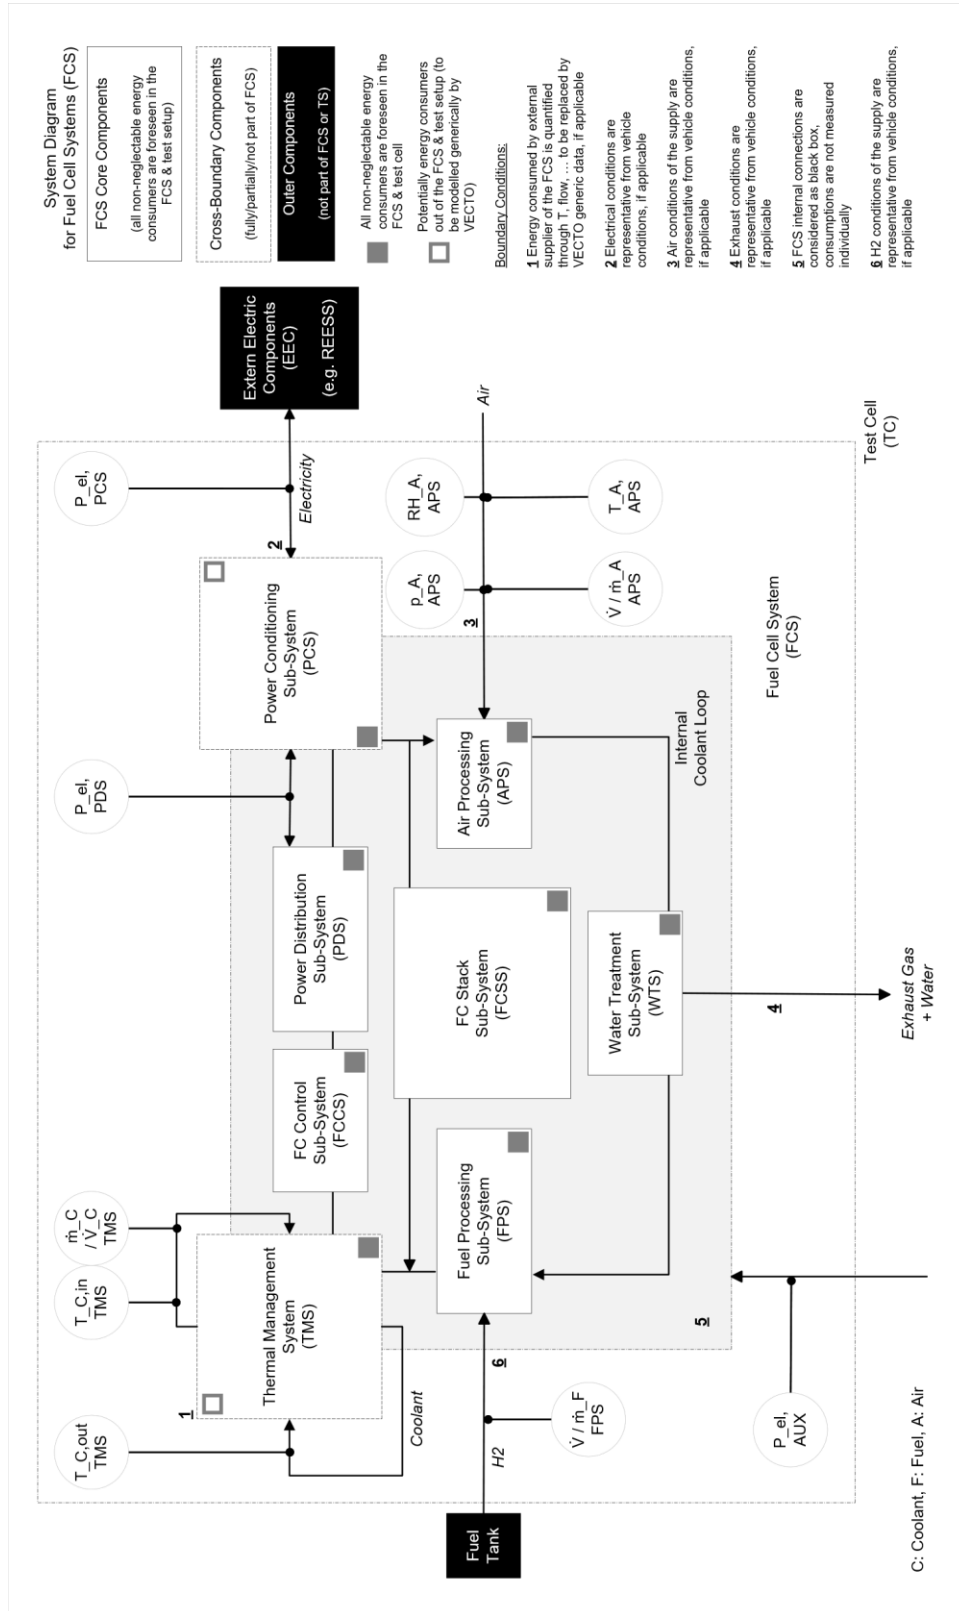 System Diagram
for Fuel Cell Systems (FCS)
FCS Core Components
(all non-neglectable energy
consumers are foreseen in the
FCS & test setup)
Cross-Boundary Components
(fully/partially/not part of FCS)
Outer Components
(not part of FCS or TS)
All non-neglectable energy
consumers are foreseen in the
FCS & test cell
Potentially energy consumers
out of the FCS & test setup (to
be modelled generically by
VECTO)
Boundary Conditions:
1 Energy consumed by external
supplier of the FCS is quantified
through T, flow, … to be replaced by
VECTO generic data, if applicable
2 Electrical conditions are
representative from vehicle
conditions, if applicable
3 Air conditions of the supply are
representative from vehicle conditions,
if applicable
4 Exhaust conditions are
representative from vehicle conditions,
if applicable
5 FCS internal connections are
considered as black box,
consumptions are not measured
individually
6 H2 conditions of the supply are
representative from vehicle conditions,
if applicable
Extern Electric
Components
(EEC)
(e.g. REESS)
Air
Test Cell
(TC)
P_el,
PCS
Electricity
2
RH_A,
APS
T_A,
APS
p_A,
APS
V̇ / ṁ_A
APS
3
Power Conditioning
Sub-System
(PCS)
Fuel Cell System
(FCS)
P_el,
PDS
Air Processing
Sub-System
(APS)
Internal
Coolant Loop
Power Distribution
Sub-System
(PDS)
FC Stack
Sub-System
(FCSS)
Water Treatment
Sub-System
(WTS)
4
Exhaust Gas
+ Water
FC Control
Sub-System
(FCCS)
ṁ_C
/ V̇_C
TMS
T_C,in
TMS
T_C,out
TMS
Thermal Management
System
(TMS)
1
Coolant
Fuel Processing
Sub-System
(FPS)
5
6
H2
V̇ / ṁ_F
FPS
P_el,
AUX
Fuel
Tank
C: Coolant, F: Fuel, A: Air